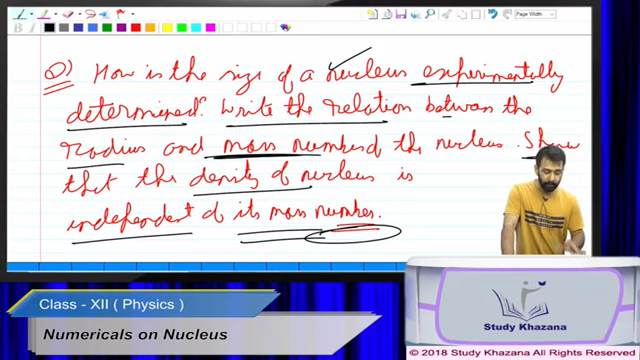 Page Width
Q) How is the size of a nucleus experimentally
determined? Write the relation between the
radius and mass number of the nucleus. Show
that the density of nucleus is
independent of its mass number.
Study Khazana
Class - XII ( Physics )
Numericals on Nucleus
© 2018 Study Khazana All Rights Reserved